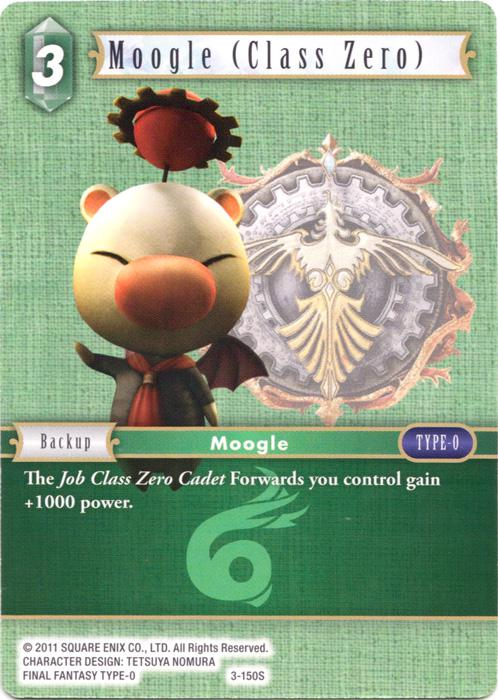 3
Moogle (Class Zero)
Backup
Moogle
TYPE-0
The Job Class Zero Cadet Forwards you control gain
+1000 power.
© 2011 SQUARE ENIX CO., LTD. All Rights Reserved.
CHARACTER DESIGN: TETSUYA NOMURA
FINAL FANTASY TYPE-0
3-150S